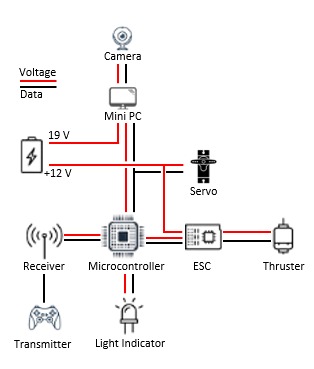 Camera
Voltage
Data
Mini PC
19 V
+12 V
Servo
Receiver
Microcontroller
ESC
Thruster
Transmitter
Light Indicator